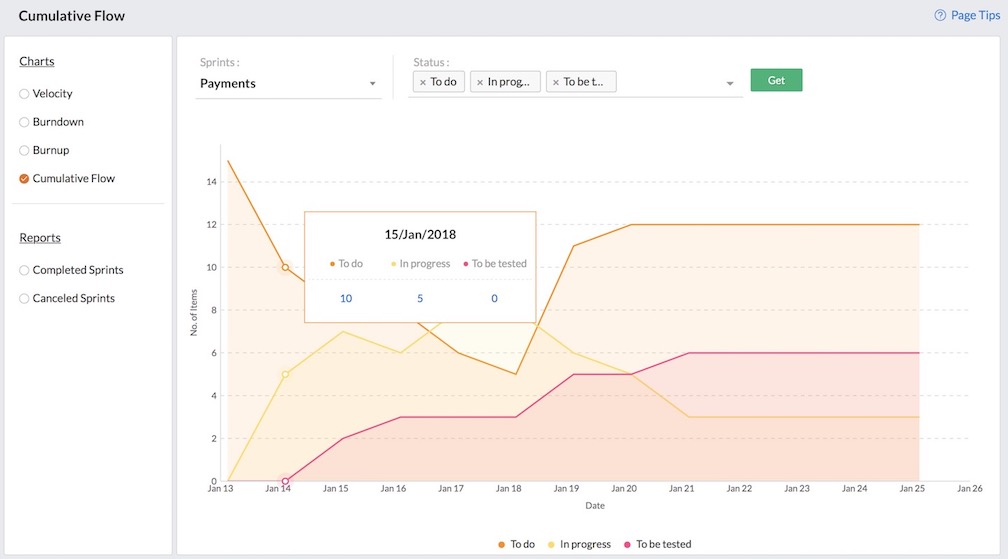 Cumulative Flow
Page Tips
Charts
Velocity
Burndown
Burnup
Cumulative Flow
Reports
Completed Sprints
Canceled Sprints
Sprints :
Payments
Status :
× To do × In prog... × To be t...
Get
No. of Items
14
12
10
8
6
4
2
0
15/Jan/2018
To do In progress To be tested
10 5 0
Jan 13 Jan 14 Jan 15 Jan 16 Jan 17 Jan 18 Jan 19 Jan 20 Jan 21 Jan 22 Jan 23 Jan 24 Jan 25 Jan 26
Date
To do In progress To be tested